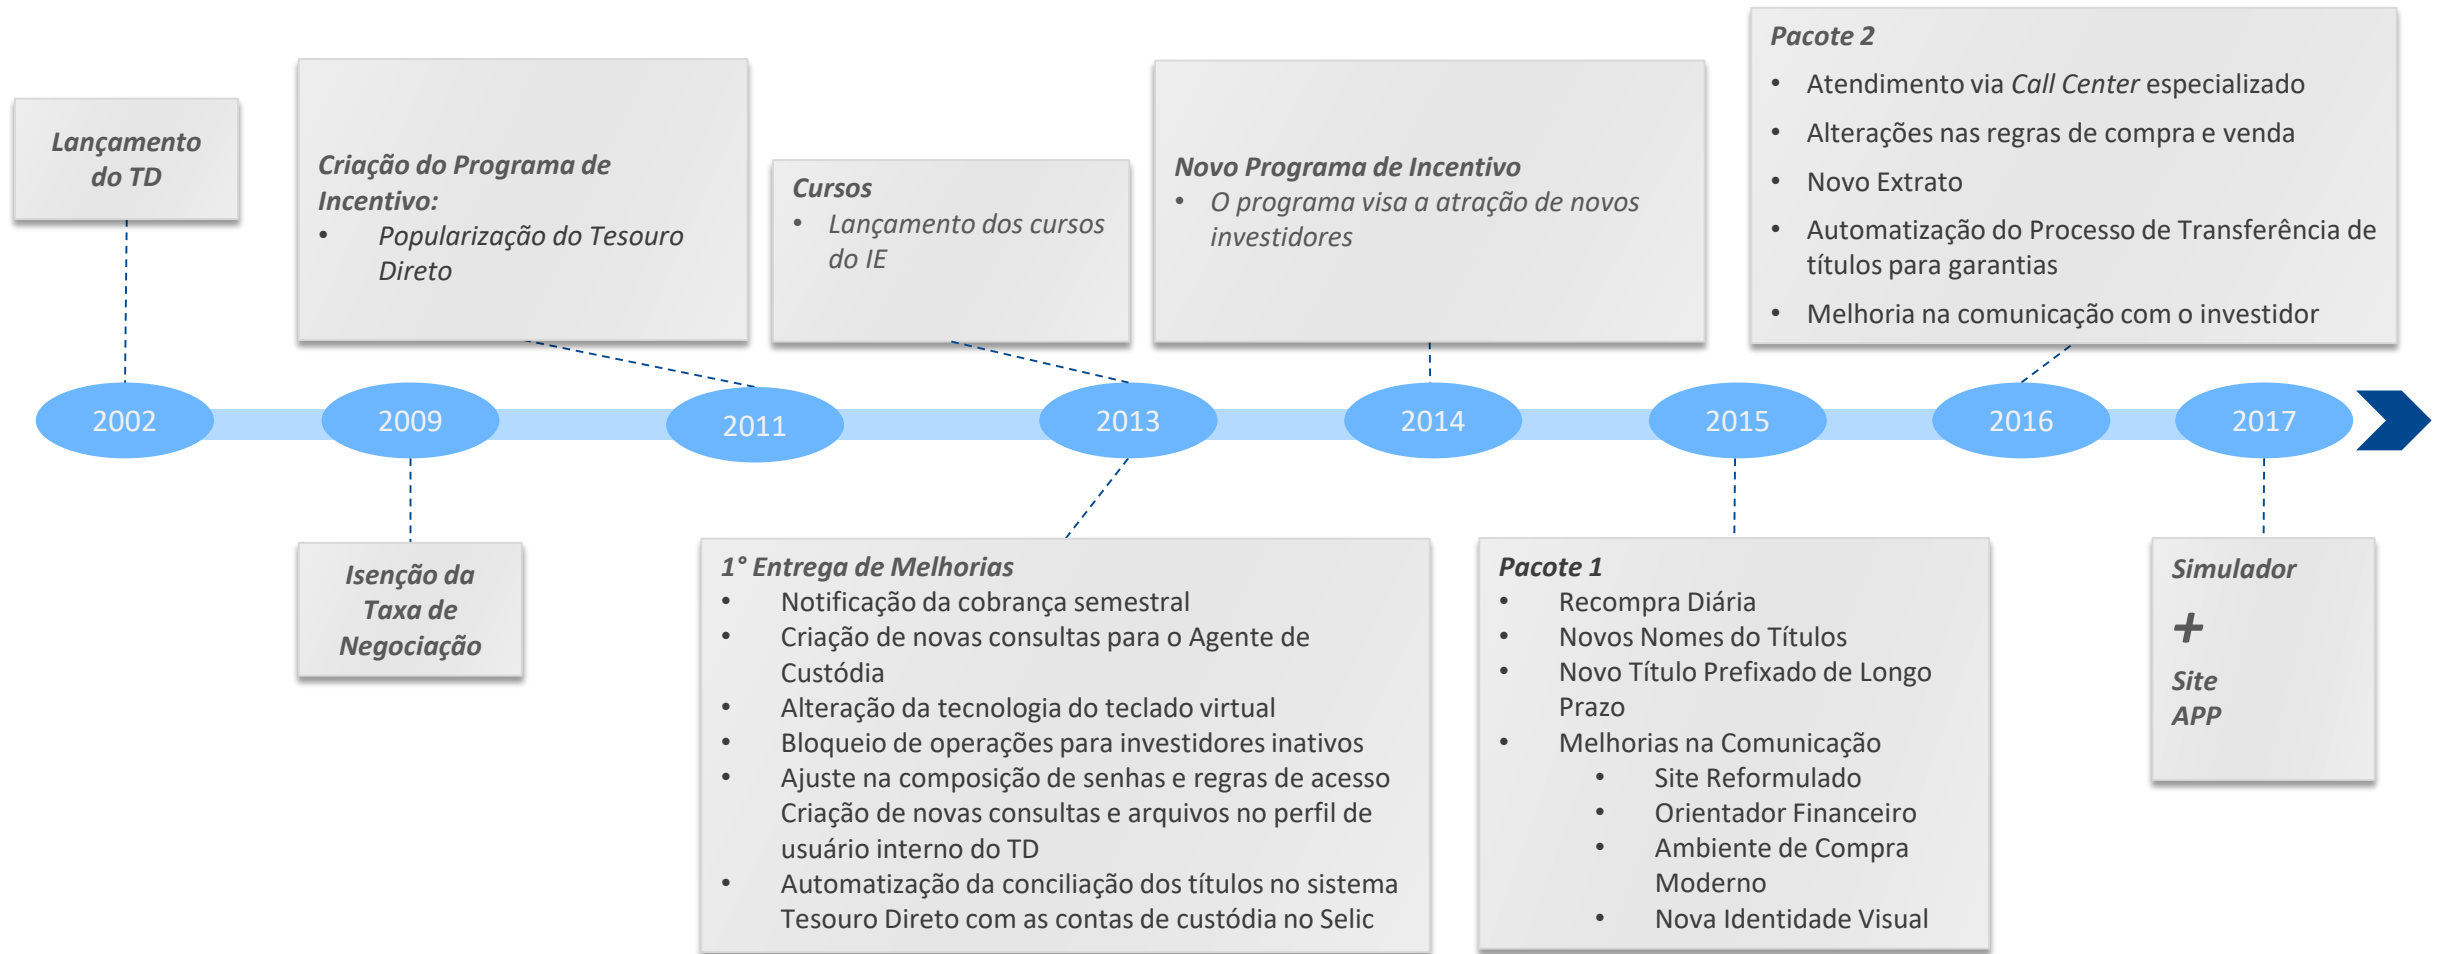 Lançamento
do TD
Criação do Programa de
Incentivo:
• Popularização do Tesouro
Direto
Cursos
• Lançamento dos cursos
do IE
Novo Programa de Incentivo
• O programa visa a atração de novos
investidores
Pacote 2
• Atendimento via Call Center especializado
• Alterações nas regras de compra e venda
• Novo Extrato
• Automatização do Processo de Transferência de
títulos para garantias
• Melhoria na comunicação com o investidor
2002
2009
2011
2013
2014
2015
2016
2017
Isenção da
Taxa de
Negociação
1° Entrega de Melhorias
• Notificação da cobrança semestral
• Criação de novas consultas para o Agente de
Custódia
• Alteração da tecnologia do teclado virtual
• Bloqueio de operações para investidores inativos
• Ajuste na composição de senhas e regras de acesso
Criação de novas consultas e arquivos no perfil de
usuário interno do TD
• Automatização da conciliação dos títulos no sistema
Tesouro Direto com as contas de custódia no Selic
Pacote 1
• Recompra Diária
• Novos Nomes do Títulos
• Novo Título Prefixado de Longo
Prazo
• Melhorias na Comunicação
• Site Reformulado
• Orientador Financeiro
• Ambiente de Compra
Moderno
• Nova Identidade Visual
Simulador
+
Site
APP